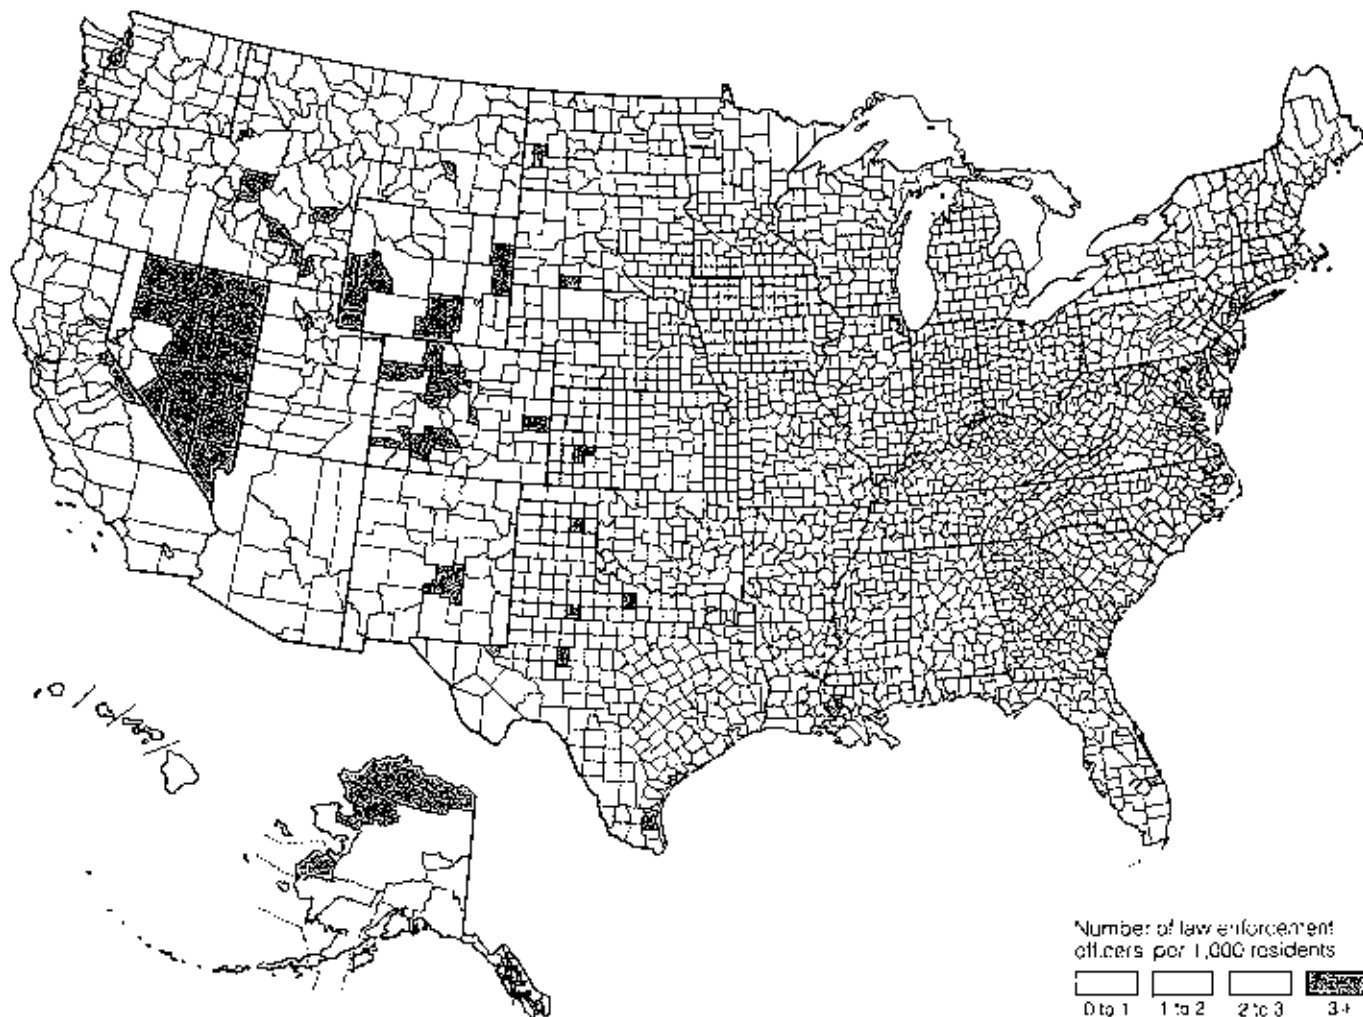 Number of law enforcement
officers per 1,000 residents
0 to 1 1 to 2 2 to 3 3+